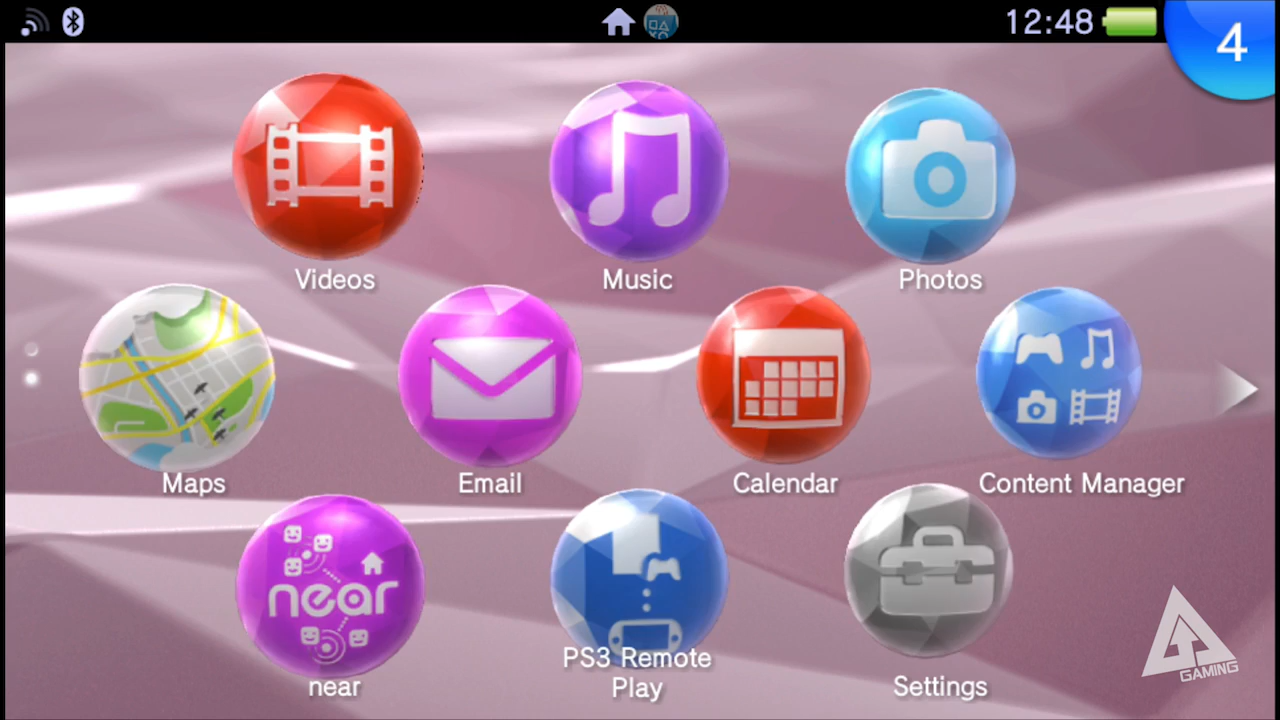 12:48
4
Videos
Music
Photos
Maps
Email
Calendar
Content Manager
near
near
PS3 Remote
Play
Settings
GAMING